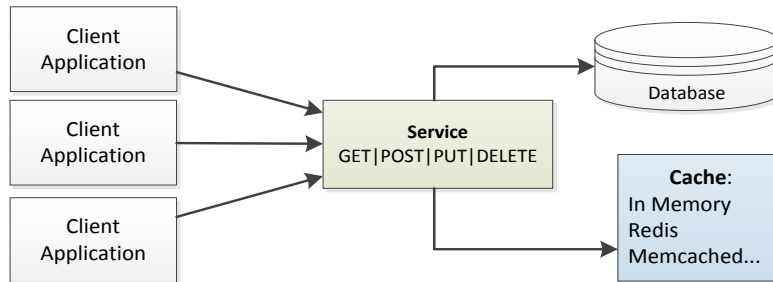 Client
Application
Client
Application
Client
Application
Service
GET|POST|PUT|DELETE
Database
Cache:
In Memory
Redis
Memcached...